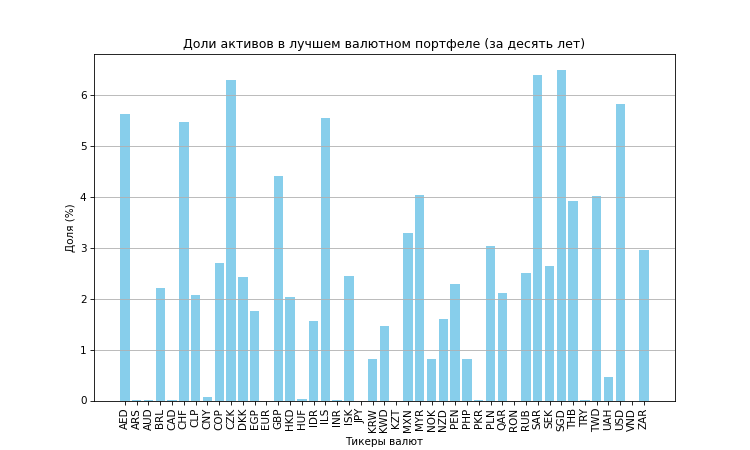 Доли активов в лучшем валютном портфеле (за десять лет)
Доля (%)
6
5
4
3
2
1
0
AED ARS AUD BRL CAD CHF CLP CNY COP CZK DKK EGP EUR GBP HKD HUF IDR ILS INR ISK JPY KRW KWD KZT MXN MYR NOK NZD PEN PHP PKR PLN QAR RON RUB SAR SEK SGD THB TRY TWD UAH USD VND ZAR
Тикеры валют